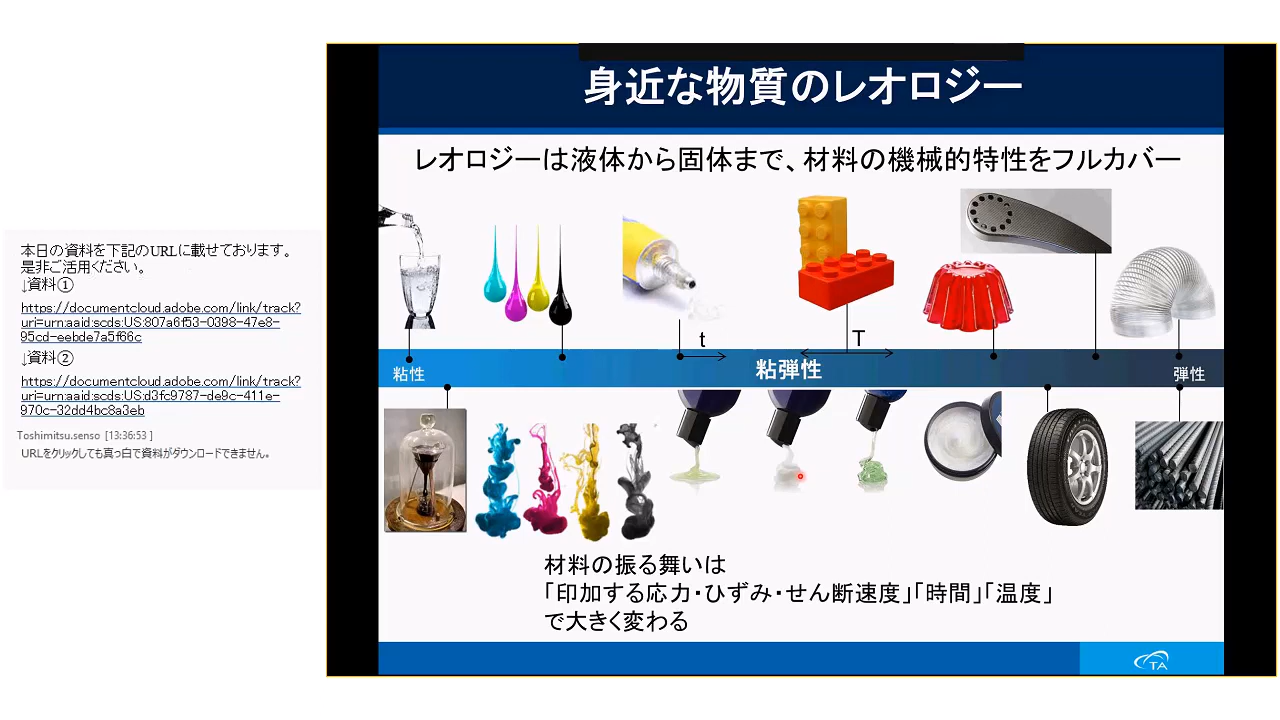 本日の資料を下記のURLに載せております。
是非ご活用ください。
↓資料①
https://documentcloud.adobe.com/link/track?
uri=urn:aaid:scds:US:807a6f53-0398-47e8-
95cd-eebde7a5f66c
↓資料②
https://documentcloud.adobe.com/link/track?
uri=urn:aaid:scds:US:d3fc9787-de9c-411e-
970c-32dd4bc8a3eb
Toshimitsu.senso [13:36:53 ]
URLをクリックしても真っ白で資料がダウンロードできません。
身近な物質のレオロジー
レオロジーは液体から固体まで、材料の機械的特性をフルカバー
t
T
粘性
粘弾性
弾性
材料の振る舞いは
「印加する応力・ひずみ・せん断速度」「時間」「温度」
で大きく変わる
TA